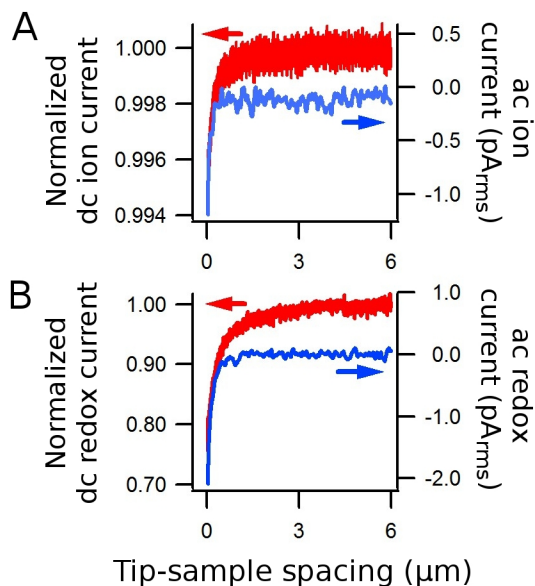 A
Normalized
dc ion current
1.000
0.998
0.996
0.994
0.5
0.0
-0.5
-1.0
ac ion
current (pArms)
0
3
6
B
Normalized
dc redox current
1.00
0.90
0.80
0.70
1.0
0.0
-1.0
-2.0
ac redox
current (pArms)
0
3
6
Tip-sample spacing (μm)